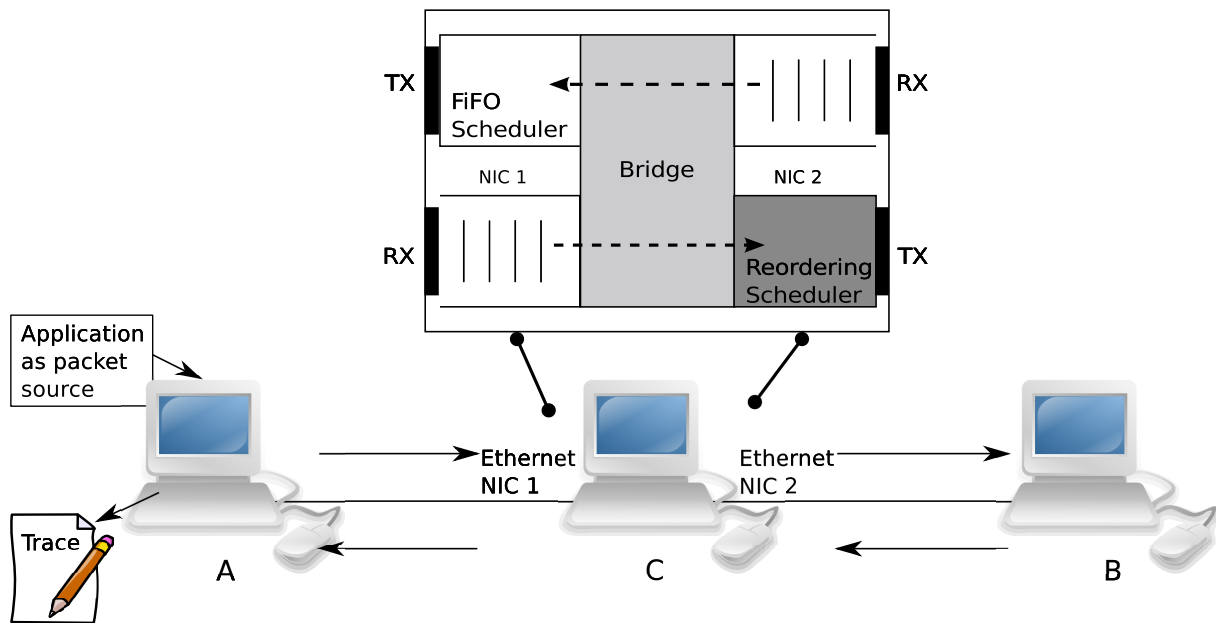 TX
FiFO
Scheduler
RX
Bridge
NIC 1
NIC 2
RX
Reordering
Scheduler
TX
Application
as packet
source
Ethernet
NIC 1
Ethernet
NIC 2
Trace
A
C
B